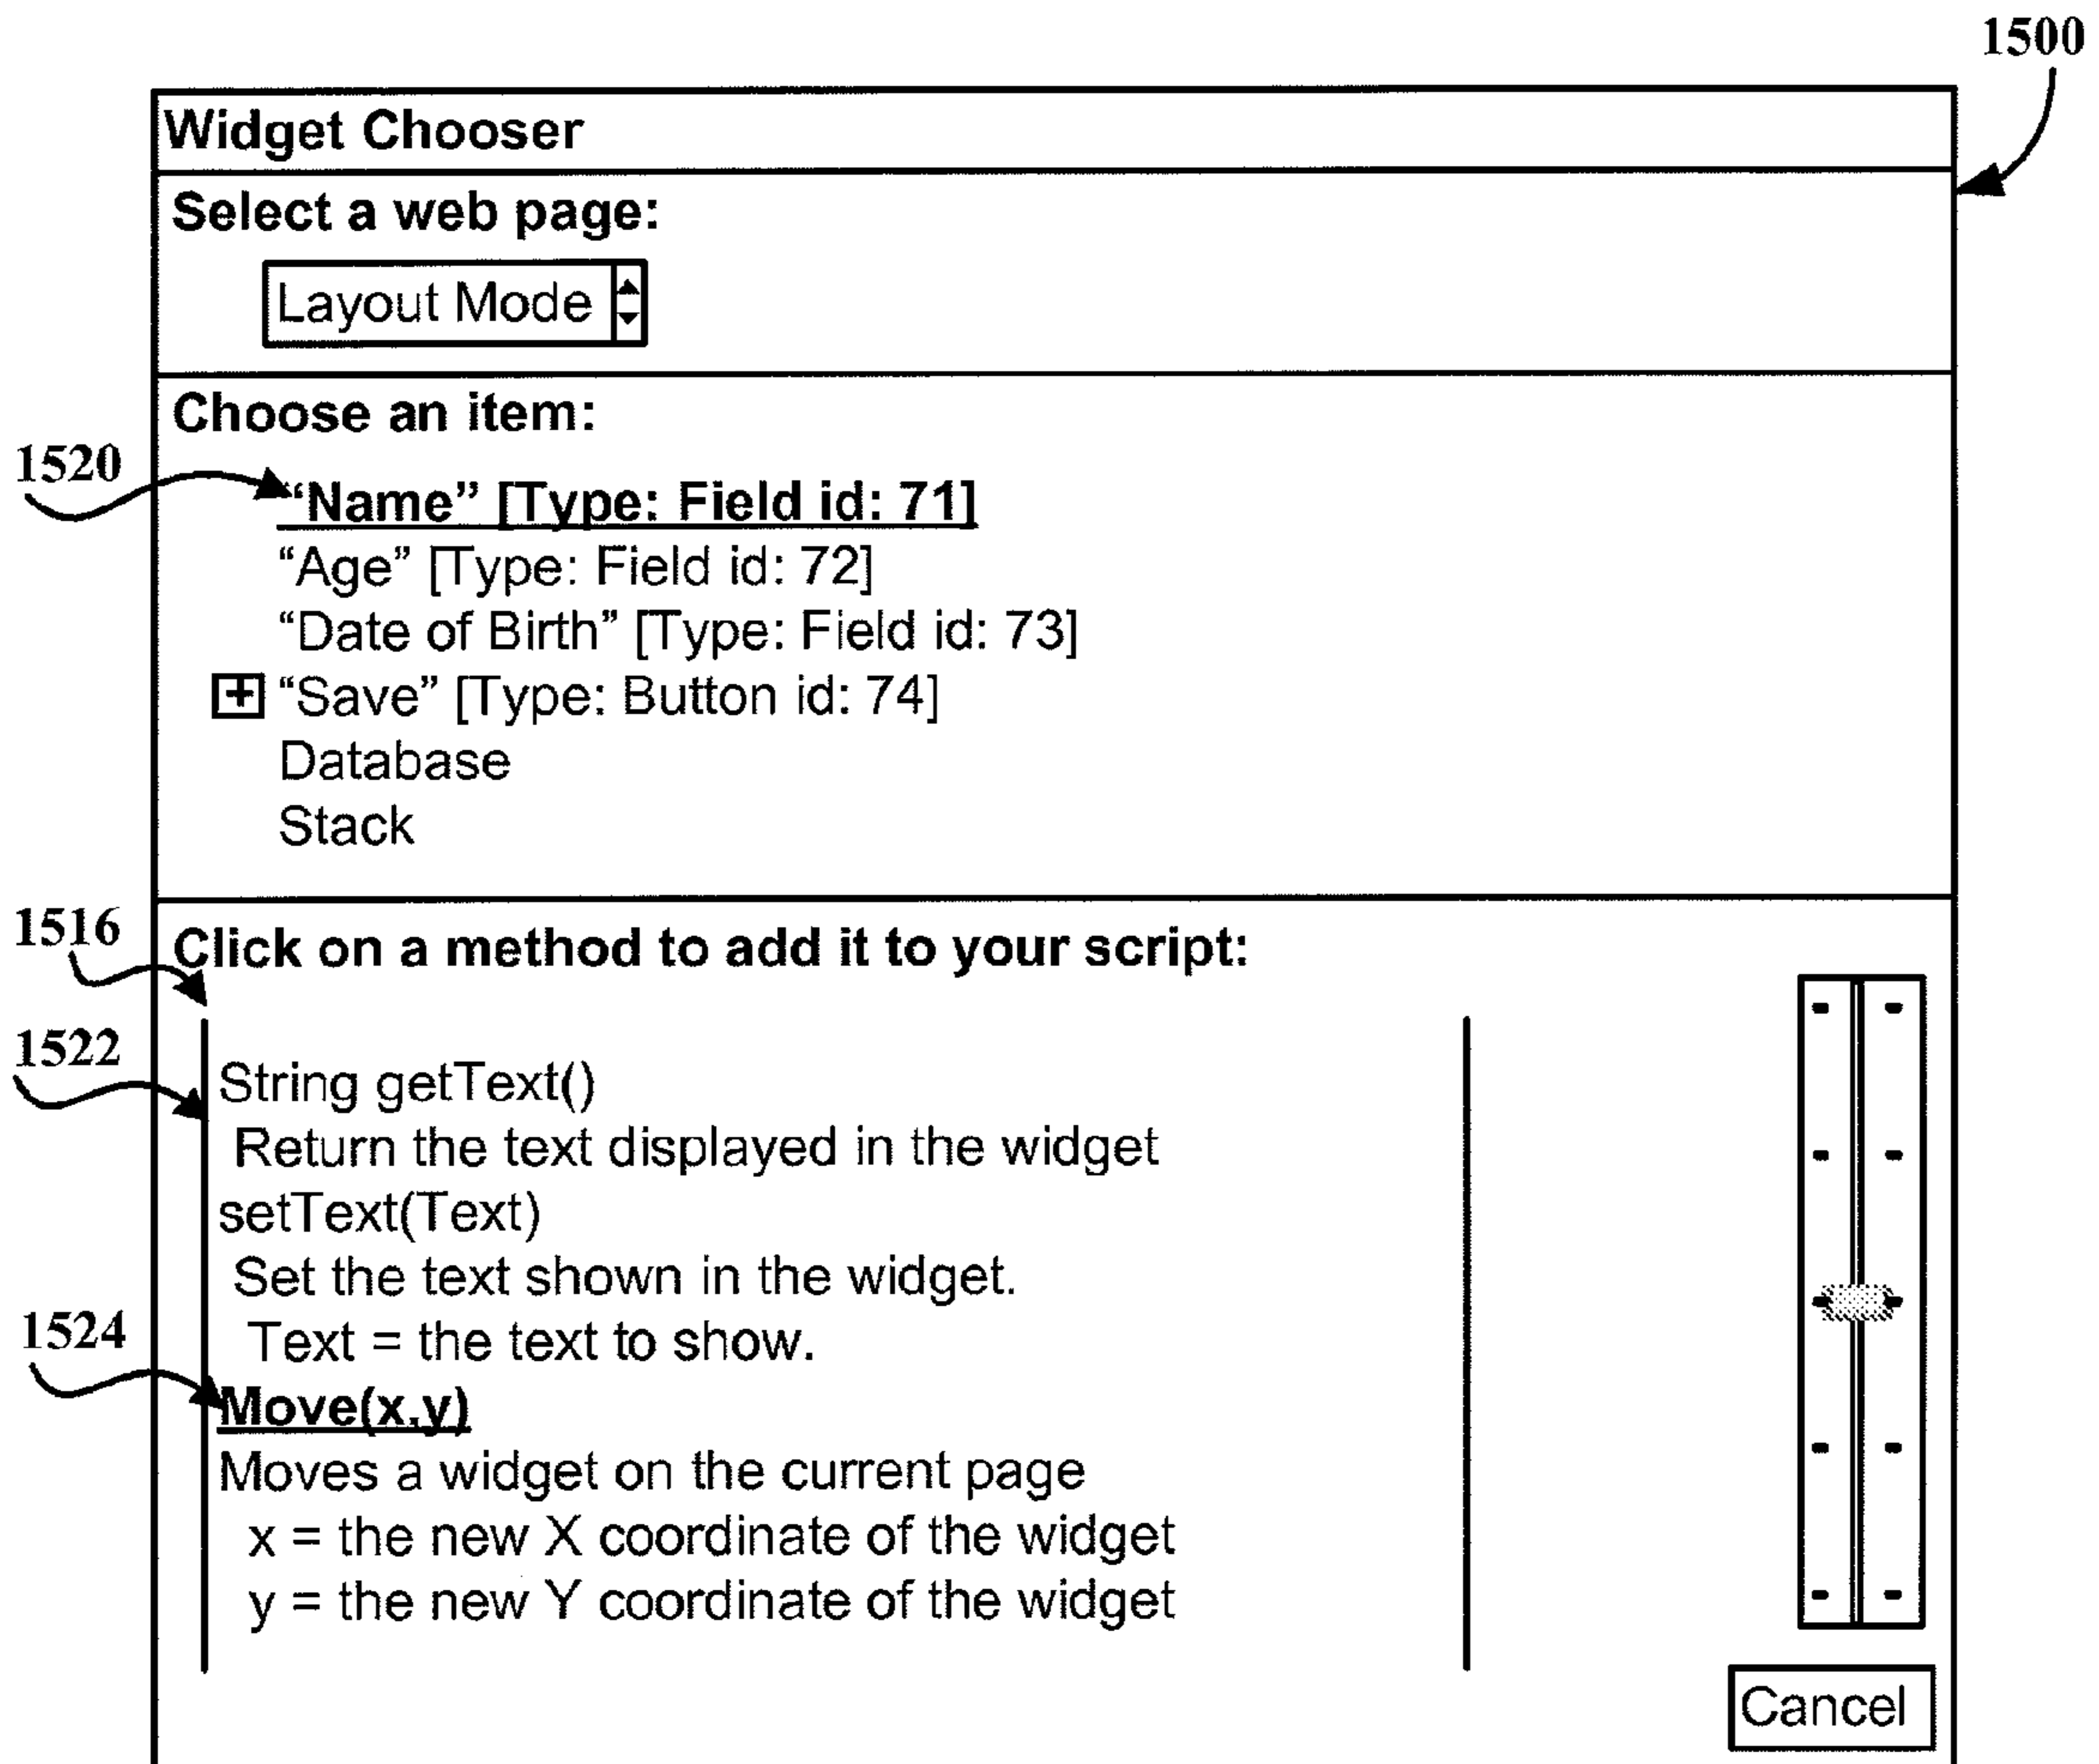 1500
Widget Chooser
Select a web page:
Layout Mode
Choose an item:
1520
“Name” [Type: Field id: 71]
“Age” [Type: Field id: 72]
“Date of Birth” [Type: Field id: 73]
+ “Save” [Type: Button id: 74]
Database
Stack
1516
Click on a method to add it to your script:
1522
String getText()
Return the text displayed in the widget
setText(Text)
Set the text shown in the widget.
1524
Text = the text to show.
Move(x,y)
Moves a widget on the current page
x = the new X coordinate of the widget
y = the new Y coordinate of the widget
Cancel